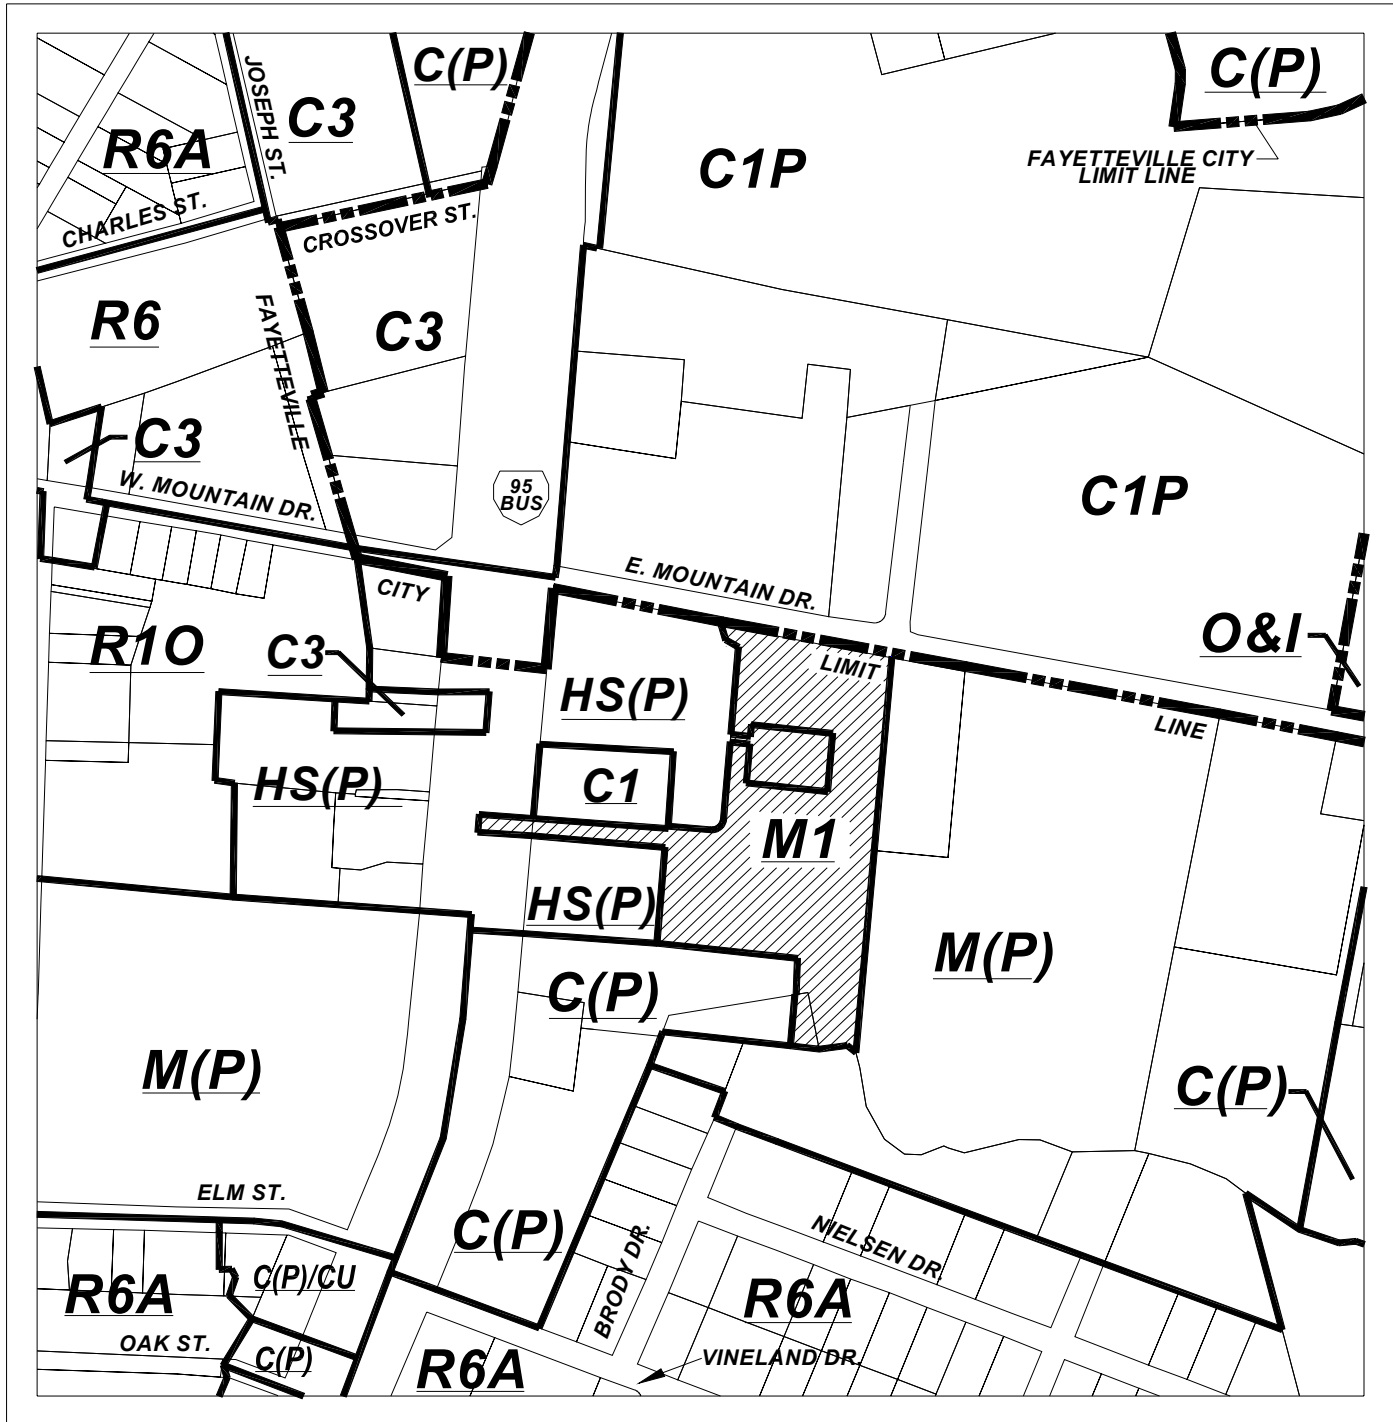 C(P)
C(P)
JOSEPH ST.
C3
R6A
C1P
FAYETTEVILLE CITY
LIMIT LINE
CHARLES ST.
CROSSOVER ST.
R6
C3
FAYETTEVILLE
C3
W. MOUNTAIN DR.
95
BUS
C1P
E. MOUNTAIN DR.
CITY
R10
C3
O&I
LIMIT
HS(P)
LINE
HS(P)
C1
M1
HS(P)
M(P)
C(P)
M(P)
C(P)
ELM ST.
C(P)
NIELSEN DR.
BRODY DR.
C(P)/CU
R6A
R6A
OAK ST.
C(P)
VINELAND DR.
R6A